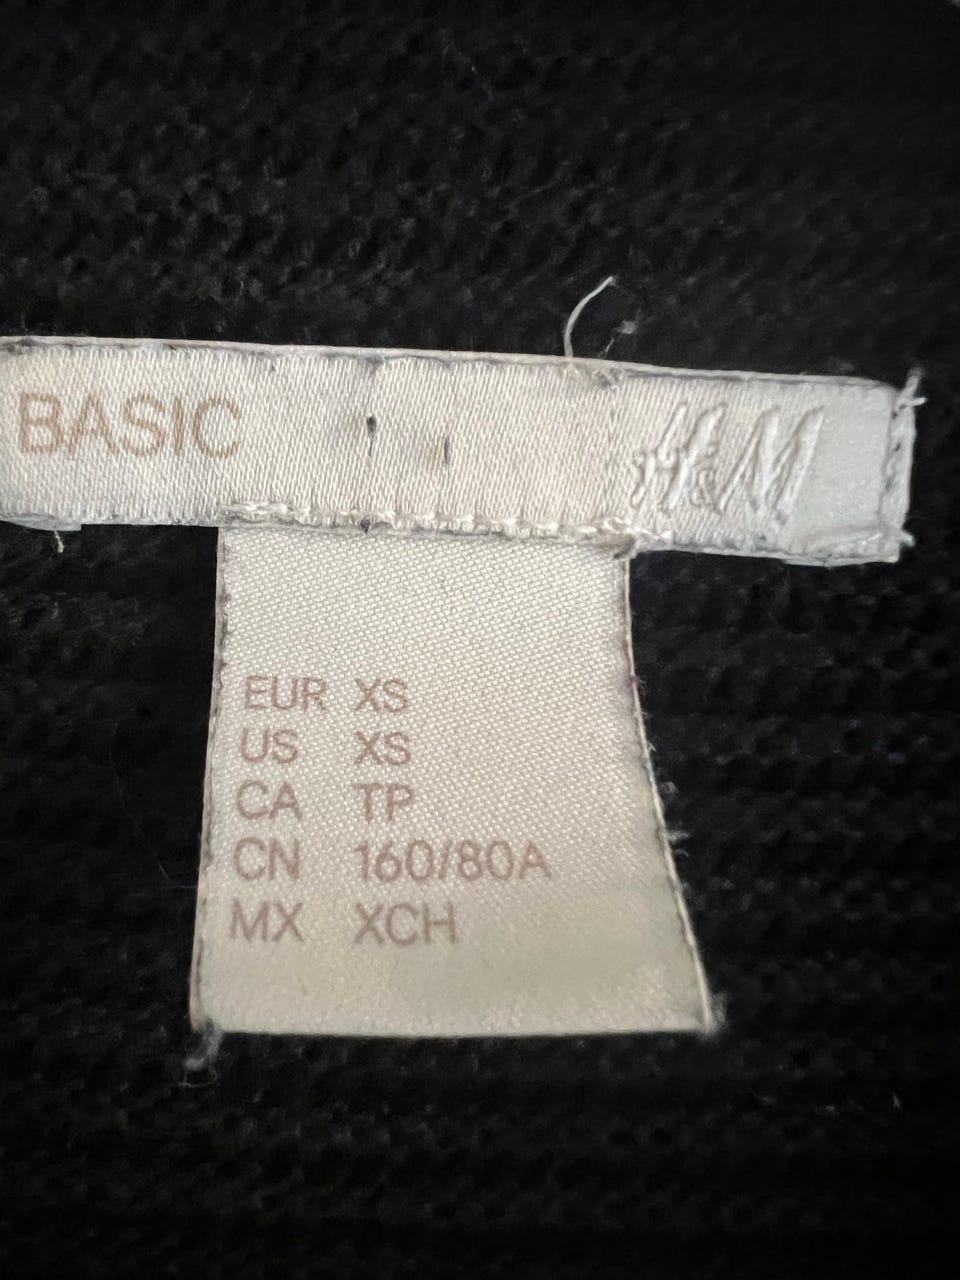 BASIC H&M
EUR XS
US XS
CA TP
CN 160/80A
MX XCH